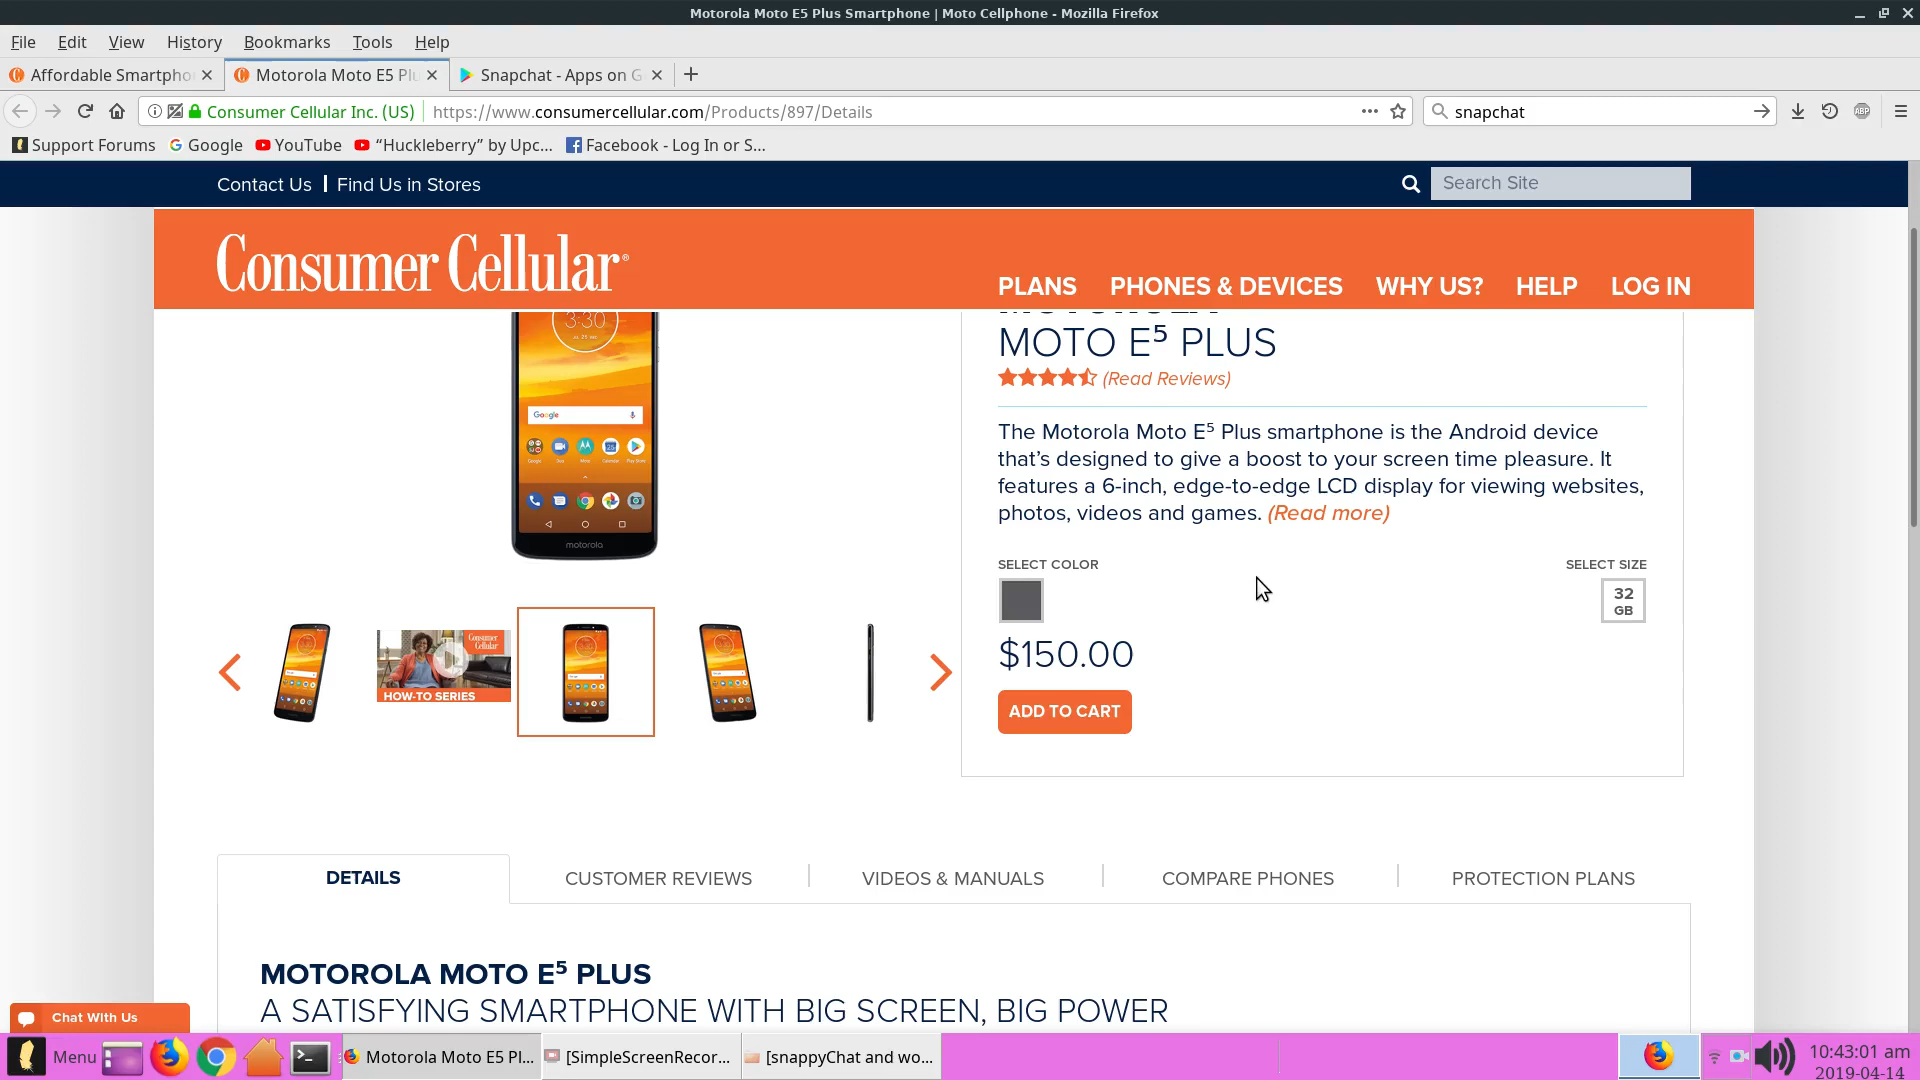 Motorola Moto E5 Plus Smartphone | Moto Cellphone - Mozilla Firefox
File Edit View History Bookmarks Tools Help
Affordable Smartpho
Motorola Moto E5 Plu
Snapchat - Apps on G
Consumer Cellular Inc. (US)
https://www.consumercellular.com/Products/897/Details
snapchat
ABP
Support Forums Google YouTube “Huckleberry” by Upc... Facebook - Log In or S...
Contact Us | Find Us in Stores
Search Site
Consumer Cellular®
PLANS PHONES & DEVICES WHY US? HELP LOG IN
MOTOROLA
MOTO E⁵ PLUS
(Read Reviews)
The Motorola Moto E⁵ Plus smartphone is the Android device
that’s designed to give a boost to your screen time pleasure. It
features a 6-inch, edge-to-edge LCD display for viewing websites,
photos, videos and games. (Read more)
3:30
Google
motorola
SELECT COLOR
SELECT SIZE
32
GB
$150.00
ADD TO CART
Consumer
Cellular
HOW-TO SERIES
DETAILS
CUSTOMER REVIEWS
VIDEOS & MANUALS
COMPARE PHONES
PROTECTION PLANS
MOTOROLA MOTO E⁵ PLUS
A SATISFYING SMARTPHONE WITH BIG SCREEN, BIG POWER
Chat With Us
Menu
Motorola Moto E5 Pl...
[SimpleScreenRecor...
[snappyChat and wo...
10:43:01 am
2019-04-14